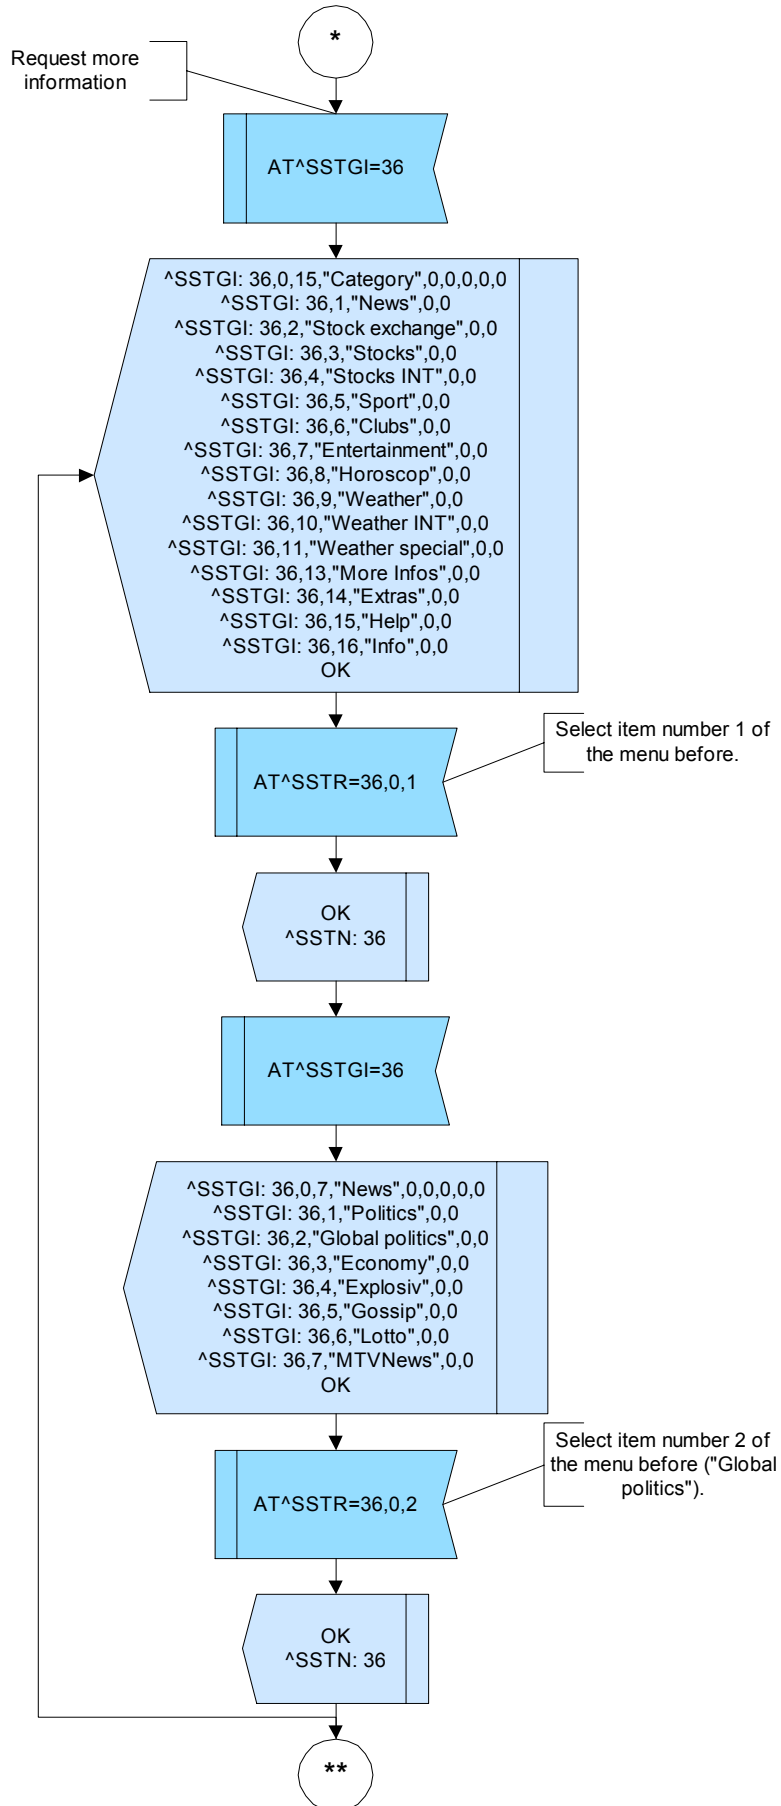 *
Request more
information
AT^SSTGI=36
^SSTGI: 36,0,15,"Category",0,0,0,0,0
^SSTGI: 36,1,"News",0,0
^SSTGI: 36,2,"Stock exchange",0,0
^SSTGI: 36,3,"Stocks",0,0
^SSTGI: 36,4,"Stocks INT",0,0
^SSTGI: 36,5,"Sport",0,0
^SSTGI: 36,6,"Clubs",0,0
^SSTGI: 36,7,"Entertainment",0,0
^SSTGI: 36,8,"Horoscop",0,0
^SSTGI: 36,9,"Weather",0,0
^SSTGI: 36,10,"Weather INT",0,0
^SSTGI: 36,11,"Weather special",0,0
^SSTGI: 36,13,"More Infos",0,0
^SSTGI: 36,14,"Extras",0,0
^SSTGI: 36,15,"Help",0,0
^SSTGI: 36,16,"Info",0,0
OK
Select item number 1 of
the menu before.
AT^SSTR=36,0,1
OK
^SSTN: 36
AT^SSTGI=36
^SSTGI: 36,0,7,"News",0,0,0,0,0
^SSTGI: 36,1,"Politics",0,0
^SSTGI: 36,2,"Global politics",0,0
^SSTGI: 36,3,"Economy",0,0
^SSTGI: 36,4,"Explosiv",0,0
^SSTGI: 36,5,"Gossip",0,0
^SSTGI: 36,6,"Lotto",0,0
^SSTGI: 36,7,"MTVNews",0,0
OK
Select item number 2 of
the menu before ("Global
politics").
AT^SSTR=36,0,2
OK
^SSTN: 36
**